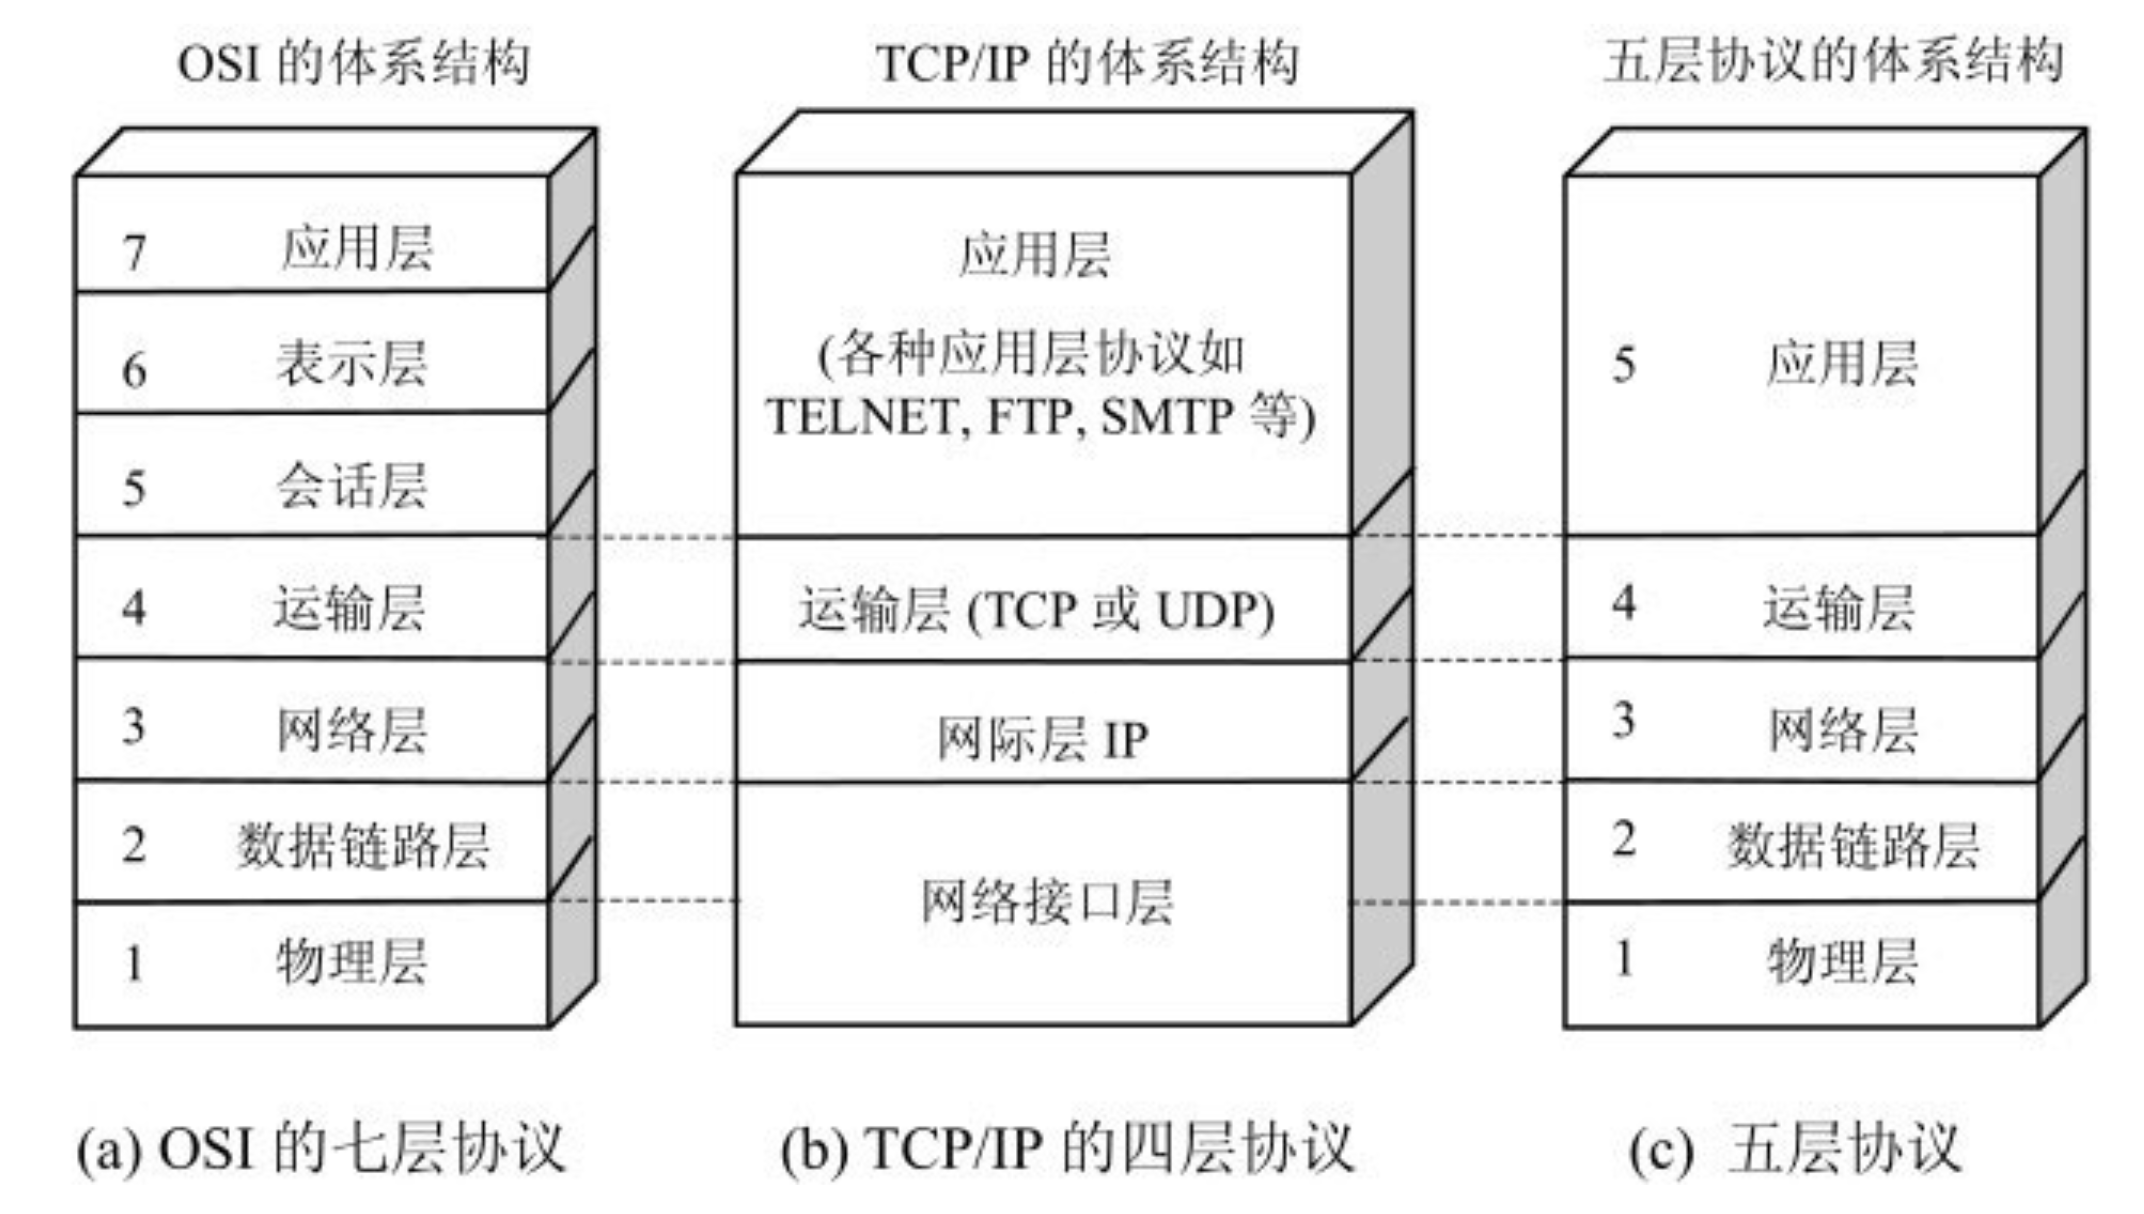 OSI 的体系结构
7 应用层
6 表示层
5 会话层
4 运输层
3 网络层
2 数据链路层
1 物理层
(a) OSI 的七层协议
TCP/IP 的体系结构
应用层
(各种应用层协议如
TELNET, FTP, SMTP 等)
运输层 (TCP 或 UDP)
网际层 IP
网络接口层
(b) TCP/IP 的四层协议
五层协议的体系结构
5 应用层
4 运输层
3 网络层
2 数据链路层
1 物理层
(c) 五层协议